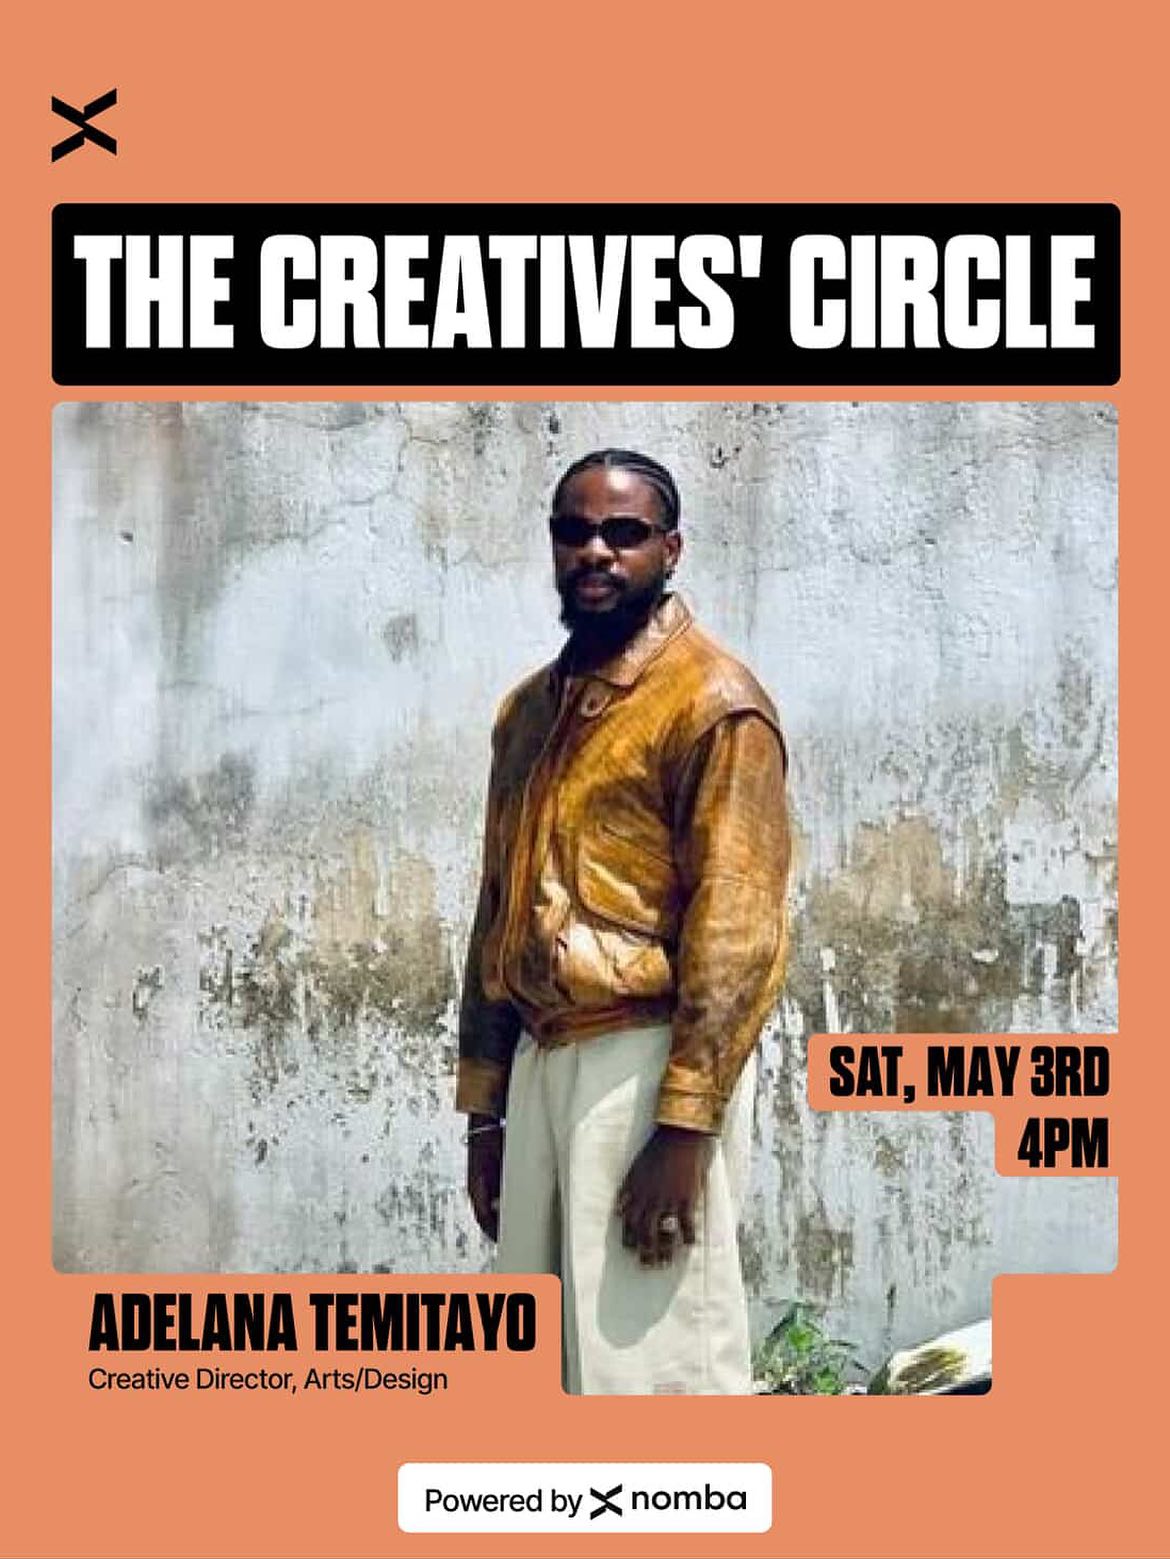 THE CREATIVES' CIRCLE
SAT, MAY 3RD
4PM
ADELANA TEMITAYO
Creative Director, Arts/Design
Powered by nomba